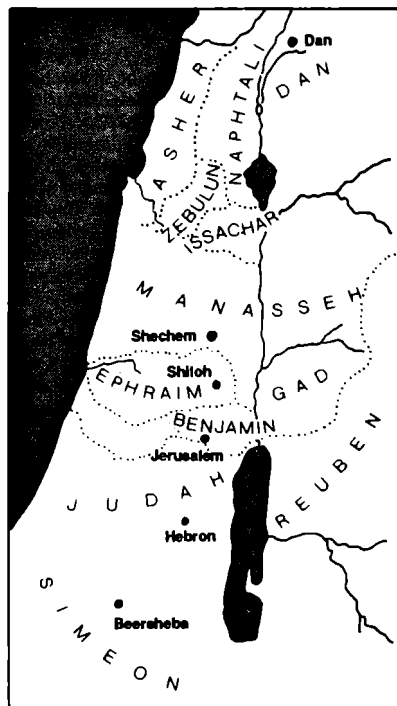 Dan
ASHER
NAPHTALI
DAN
ZEBULUN
ISSACHAR
MANASSEH
Shechem
Shiloh
EPHRAIM
GAD
BENJAMIN
Jerusalem
JUDAH
REUBEN
Hebron
SIMEON
Beersheba